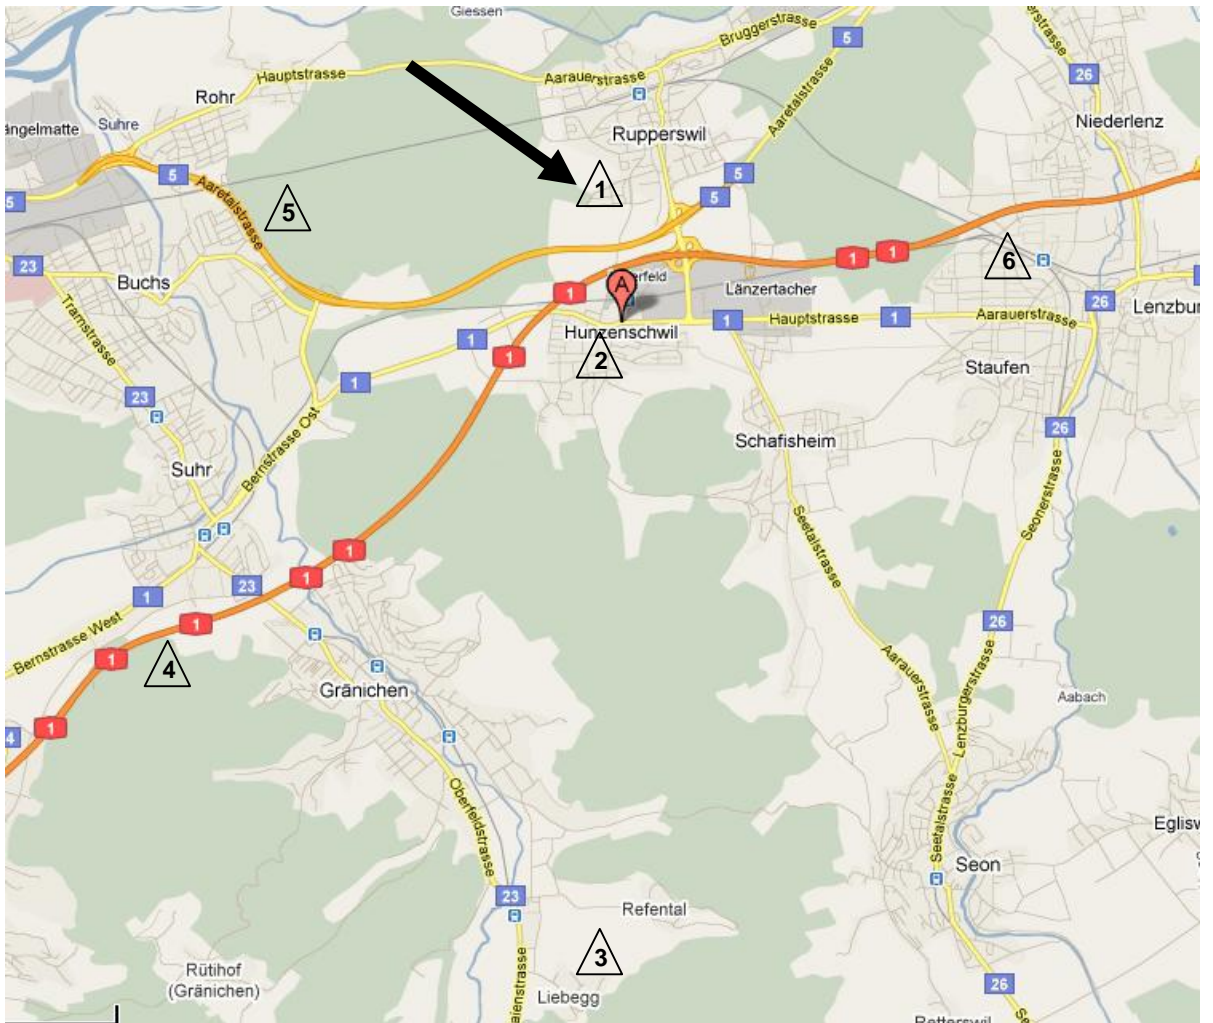 Giessen
Bruggerstrasse
5
26
Hauptstrasse
Aarauerstrasse
Rohr
Aaretalstrasse
Suhre
Rupperswil
Niederlenz
5
5
5
5
Aaretalstrasse
1
5
23
1
1
6
Buchs
1
A
Länzertacher
26
1
Hauptstrasse
1
Aarauerstrasse
Tramstrasse
1
Hunzenschwil
1
2
Staufen
1
23
26
Bernstrasse Ost
Schafisheim
Suhr
Seonerstrasse
Seetalstrasse
1
1
23
1
1
26
Bernstrasse West
1
4
Aarauerstrasse
Lenzburgerstrasse
Gränichen
Aabach
1
4
Oberfeldstrasse
Seetalstrasse
Seon
23
Refental
3
Rütihof
(Gränichen)
Liebegg
26